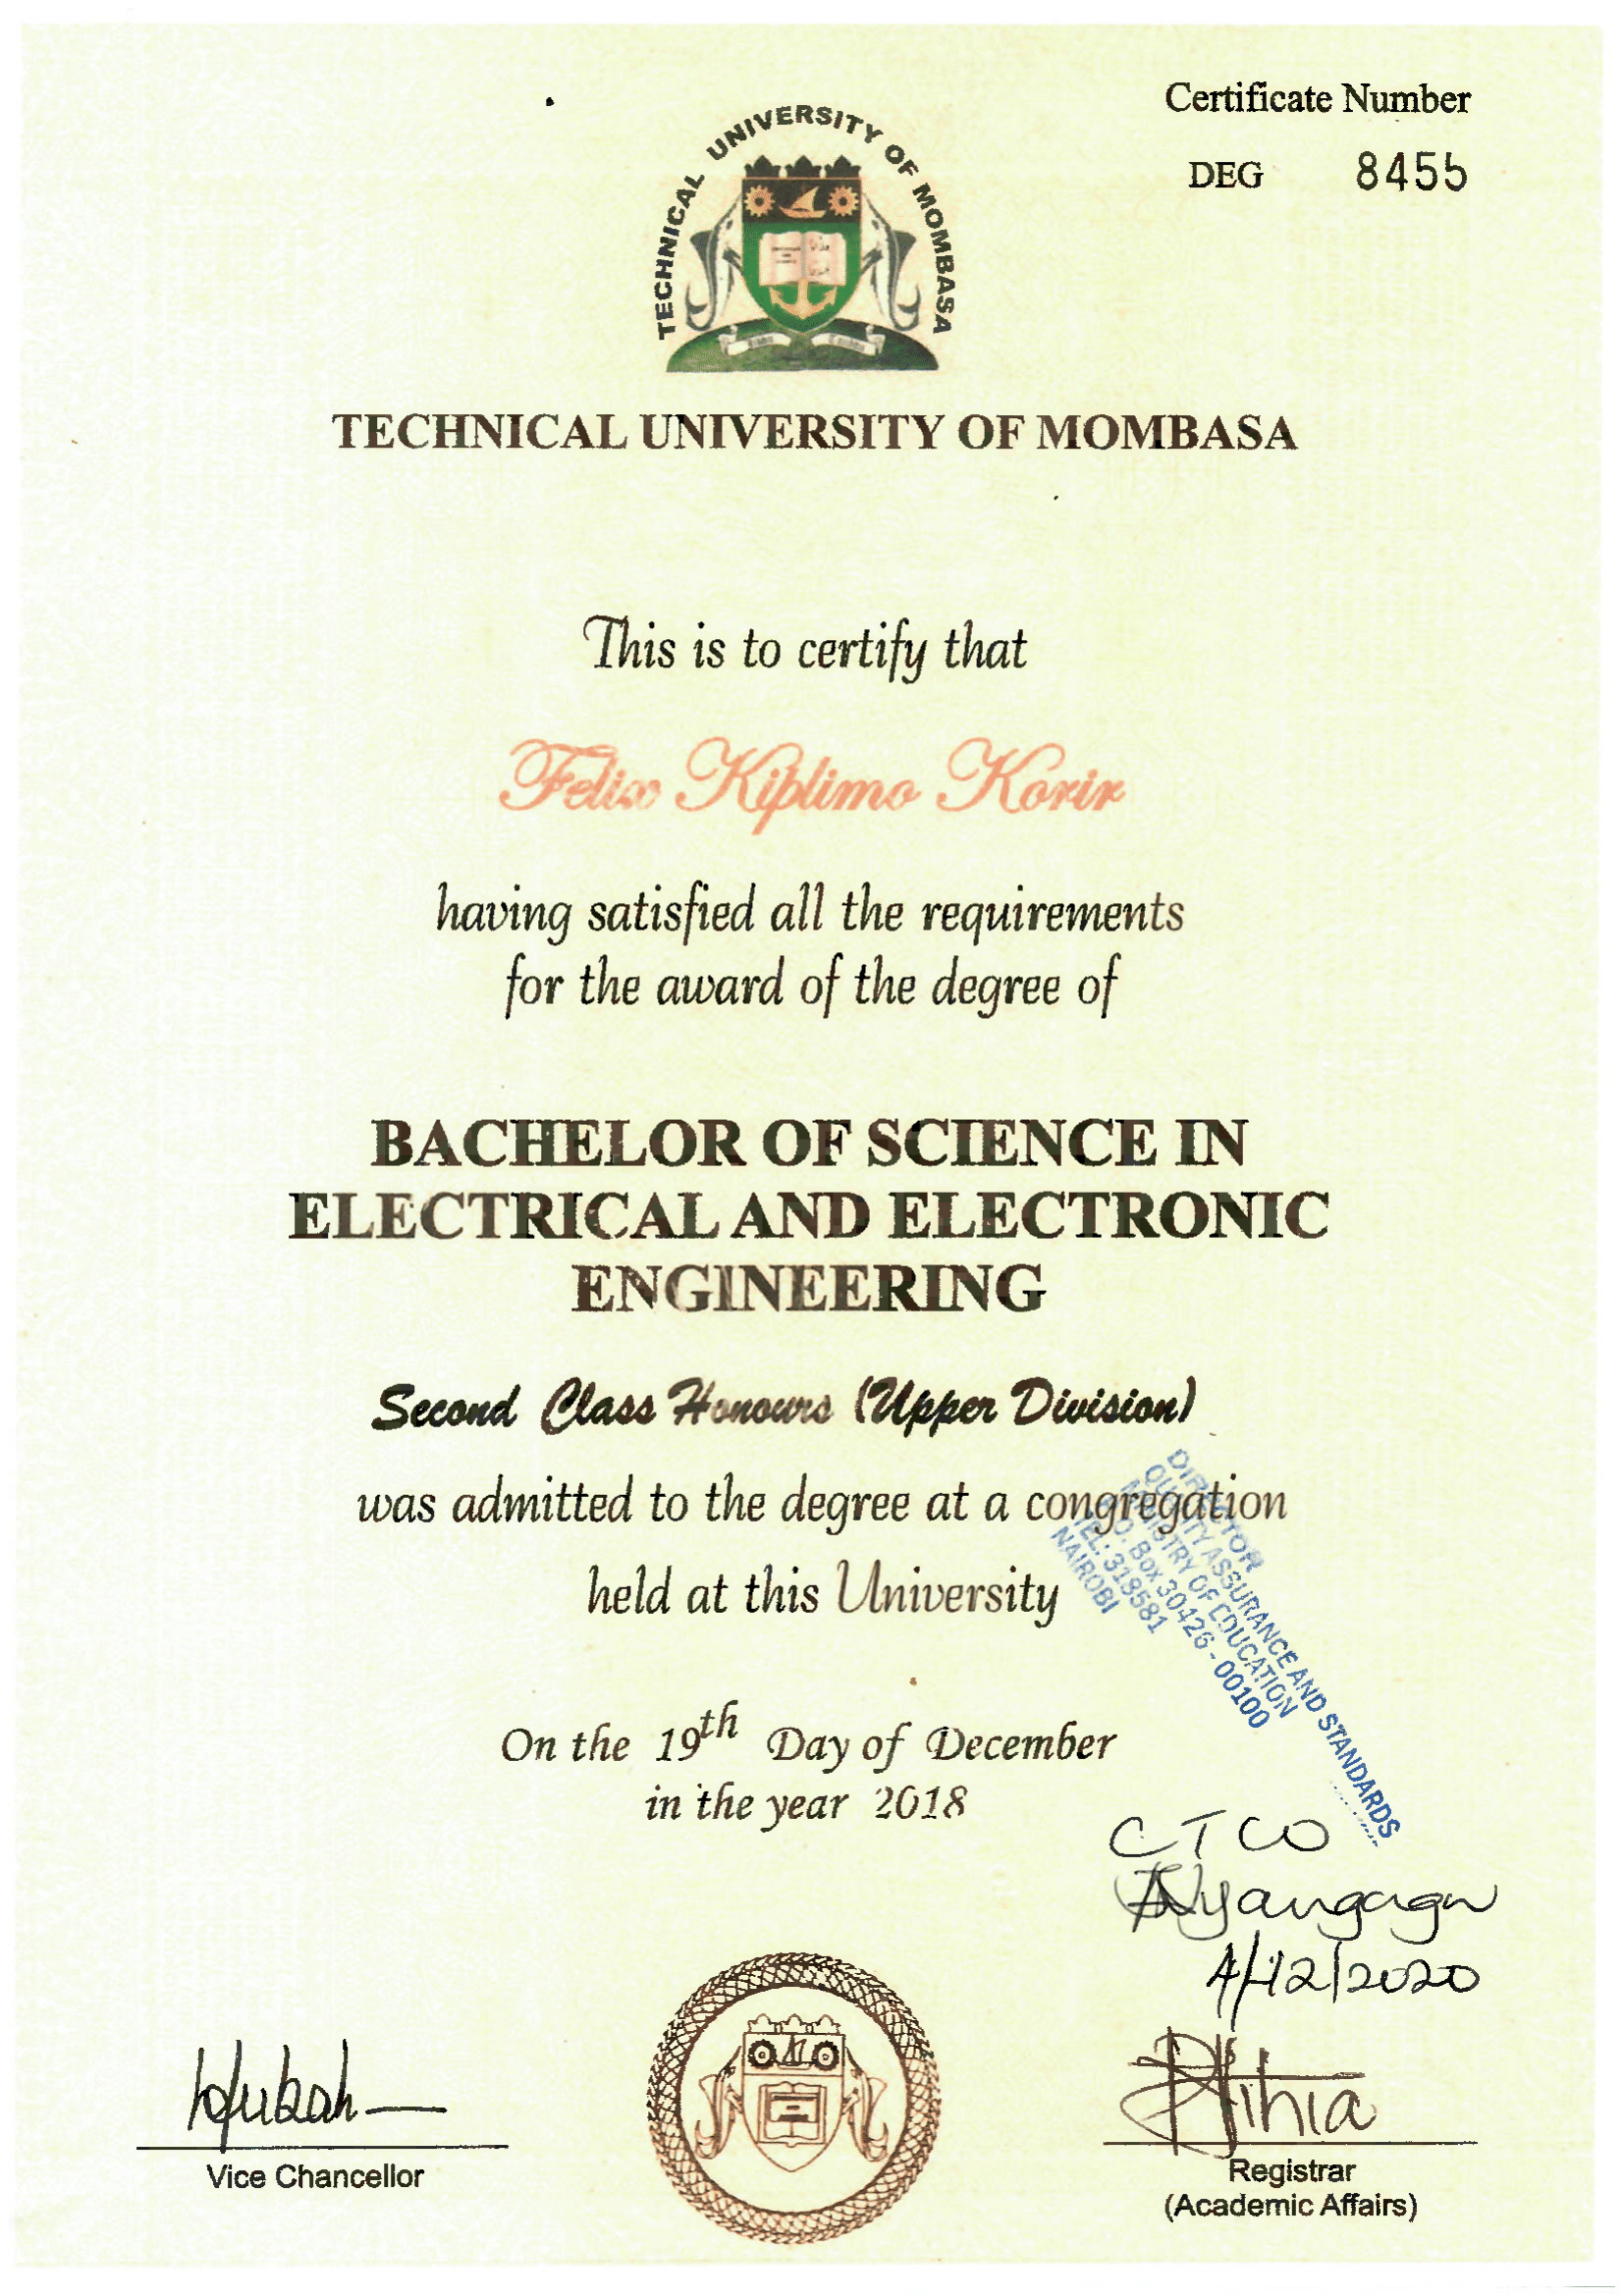 Certificate Number
DEG 8455
TECHNICAL UNIVERSITY OF MOMBASA
TECHNICAL UNIVERSITY OF MOMBASA
This is to certify that
Felix Kiplimo Korir
having satisfied all the requirements
for the award of the degree of
BACHELOR OF SCIENCE IN
ELECTRICAL AND ELECTRONIC
ENGINEERING
Second Class Honours (Upper Division)
was admitted to the degree at a congregation
held at this University
On the 19th Day of December
in the year 2018
DIRECTOR
QUALITY ASSURANCE AND STANDARDS
MINISTRY OF EDUCATION
P.O. Box 30426 - 00100
TEL: 318581
NAIROBI
CTCO
4/12/2020
Vice Chancellor
Registrar
(Academic Affairs)